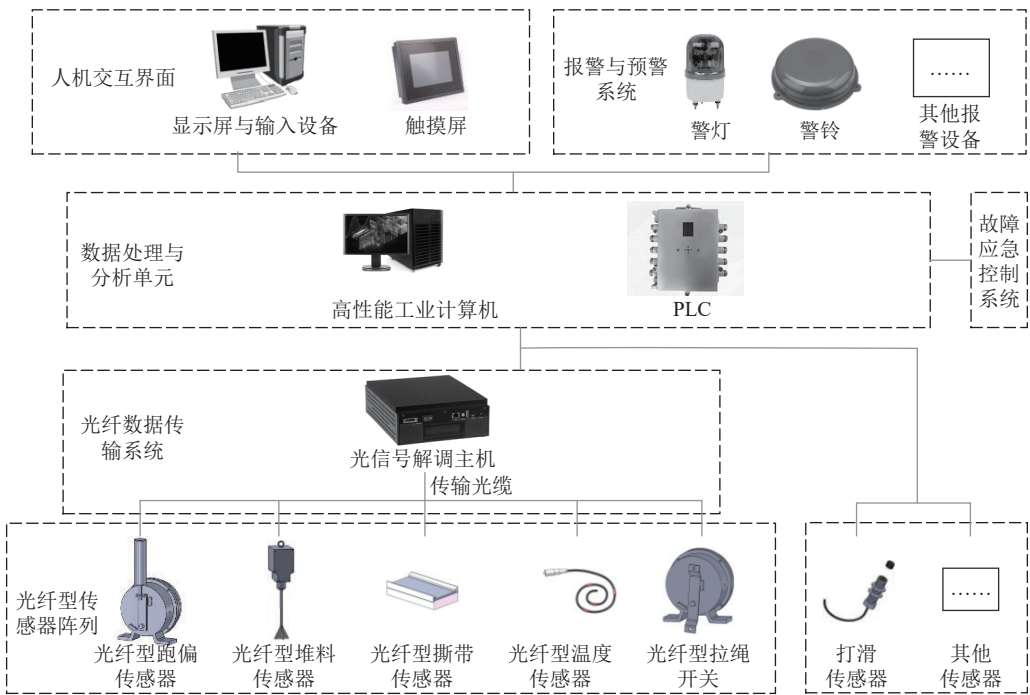 人机交互界面
显示屏与输入设备
触摸屏
报警与预警
系统
警灯
警铃
……
其他报
警设备
数据处理与
分析单元
高性能工业计算机
PLC
故障
应急
控制
系统
光纤数据传
输系统
光信号解调主机
传输光缆
光纤型传
感器阵列
光纤型跑偏
传感器
光纤型堆料
传感器
光纤型撕带
传感器
光纤型温度
传感器
光纤型拉绳
开关
打滑
传感器
……
其他
传感器